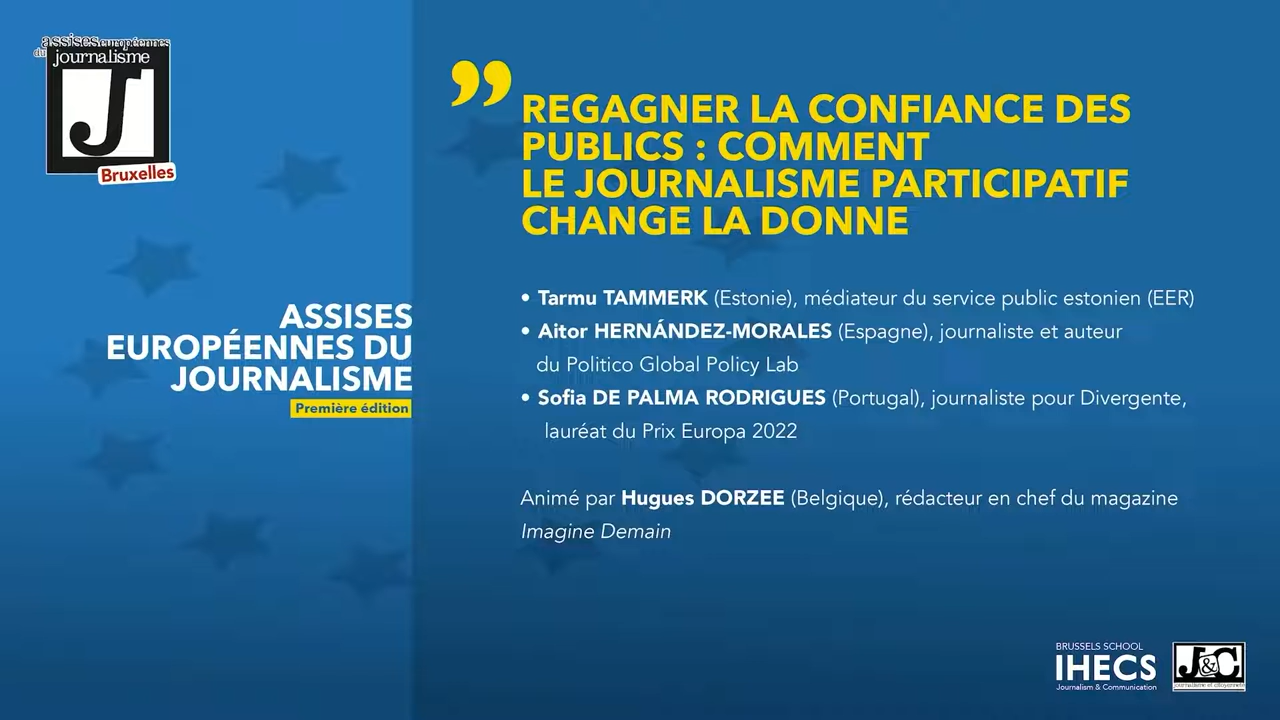 assises européennes
du journalisme
J
Bruxelles
ASSISES
EUROPÉENNES DU
JOURNALISME
Première édition
”
REGAGNER LA CONFIANCE DES
PUBLICS : COMMENT
LE JOURNALISME PARTICIPATIF
CHANGE LA DONNE
• Tarmu TAMMERK (Estonie), médiateur du service public estonien (EER)
• Aitor HERNÁNDEZ-MORALES (Espagne), journaliste et auteur
du Politico Global Policy Lab
• Sofia DE PALMA RODRIGUES (Portugal), journaliste pour Divergente,
lauréat du Prix Europa 2022
Animé par Hugues DORZEE (Belgique), rédacteur en chef du magazine
Imagine Demain
BRUSSELS SCHOOL
IHECS
Journalism & Communication
J&C
journalisme et citoyenneté